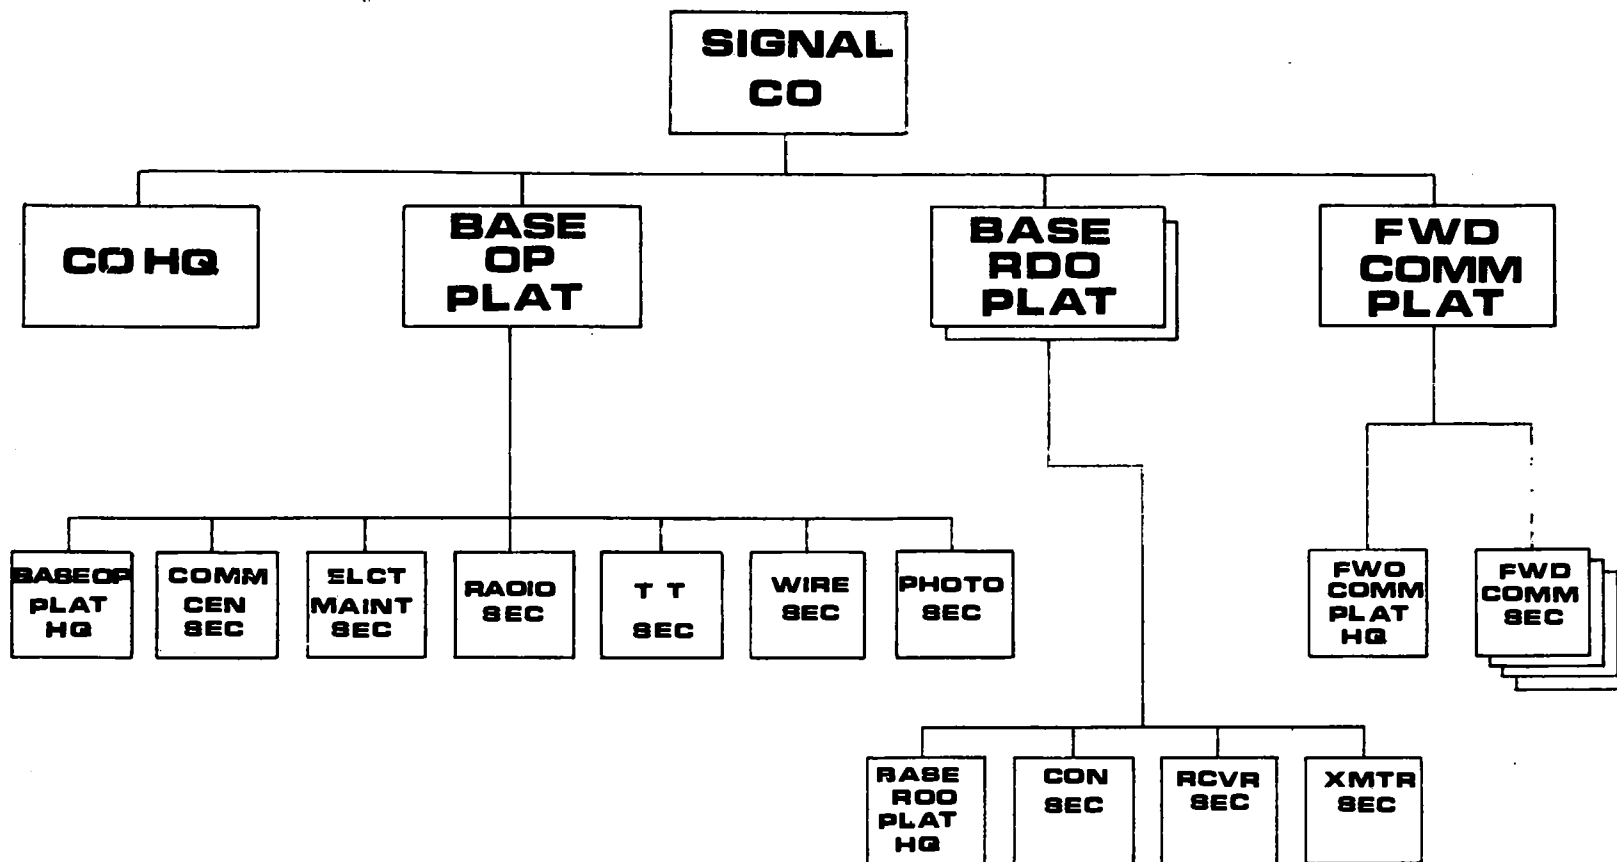 SIGNAL
CO
CO HQ
BASE
OP
PLAT
BASE
RDO
PLAT
FWD
COMM
PLAT
BASE OP
PLAT
HQ
COMM
CEN
SEC
ELCT
MAINT
SEC
RADIO
SEC
T T
SEC
WIRE
SEC
PHOTO
SEC
FWD
COMM
PLAT
HQ
FWD
COMM
SEC
BASE
RDO
PLAT
HQ
CON
SEC
RCVR
SEC
XMTR
SEC